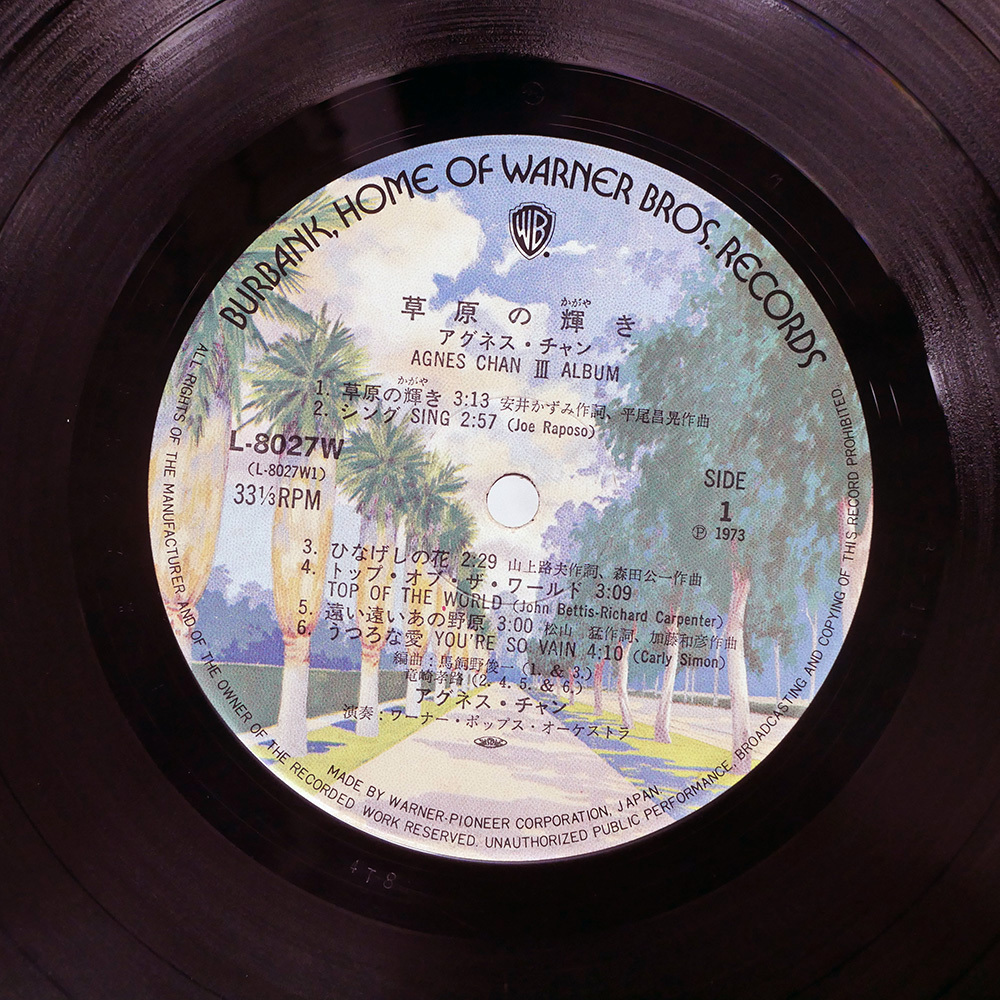 BURBANK, HOME OF WARNER BROS. RECORDS
WB
かがや
草原の輝き
アグネス・チャン
AGNES CHAN III ALBUM
かがや
1. 草原の輝き 3:13 安井かずみ作詞、平尾昌晃作曲
2. シング SING 2:57 (Joe Raposo)
L-8027W
(L-8027W1)
33⅓RPM
SIDE
1
Ⓟ 1973
3. ひなげしの花 2:29 山上路夫作詞、森田公一作曲
4. トップ・オブ・ザ・ワールド 3:09
TOP OF THE WORLD (John Bettis-Richard Carpenter)
5. 遠い遠いあの野原 3:00 松山 猛作詞、加藤和彦作曲
6. うつろな愛 YOU'RE SO VAIN 4:10 (Carly Simon)
編曲:馬飼野俊一 (1. & 3.)
竜崎孝路 (2. 4. 5. & 6.)
アグネス・チャン
演奏:ワーナー・ポップス・オーケストラ
MADE BY WARNER-PIONEER CORPORATION, JAPAN
ALL RIGHTS OF THE MANUFACTURER AND OF THE OWNER OF THE RECORDED WORK RESERVED. UNAUTHORIZED PUBLIC PERFORMANCE, BROADCASTING AND COPYING OF THIS RECORD PROHIBITED.
4 T 8